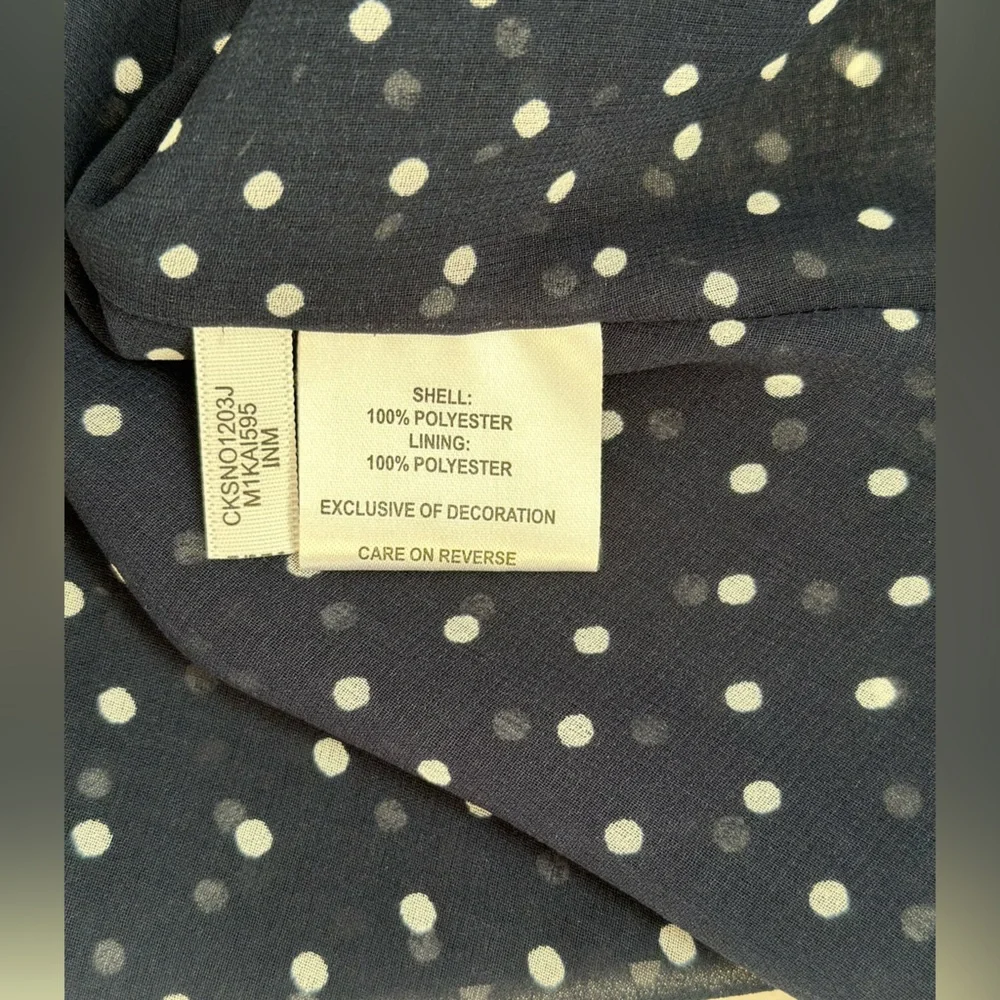 CKSNO1203J
M1KAI595
INM
SHELL:
100% POLYESTER
LINING:
100% POLYESTER
EXCLUSIVE OF DECORATION
CARE ON REVERSE